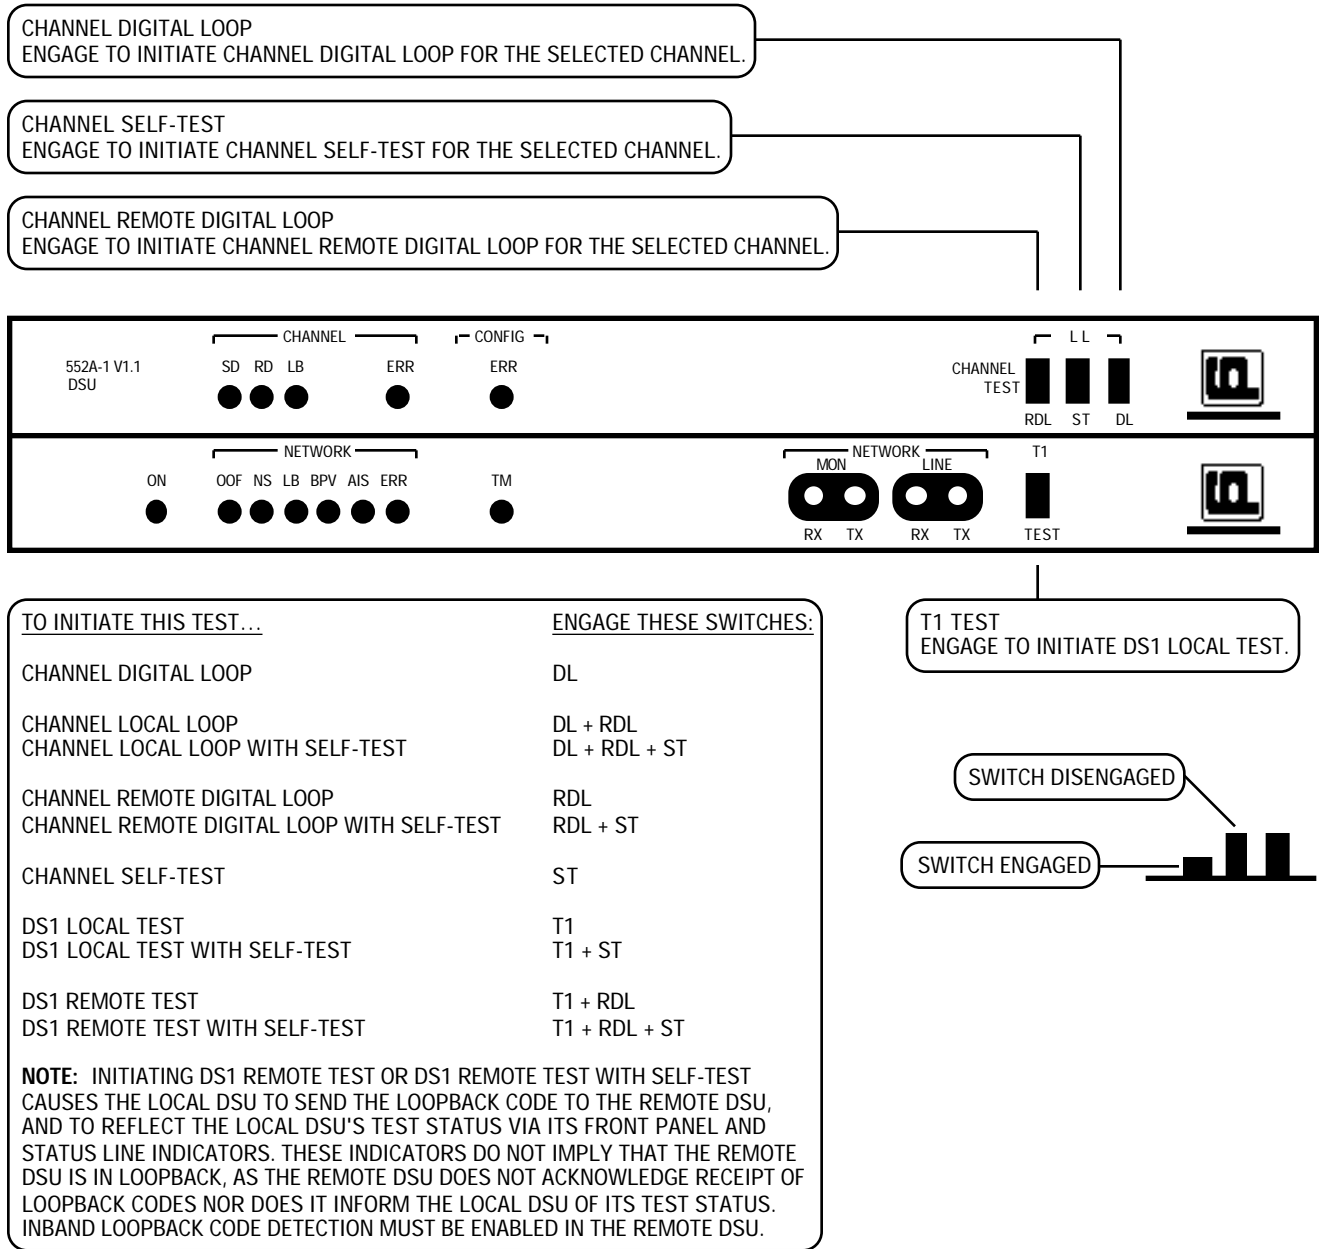 CHANNEL DIGITAL LOOP
ENGAGE TO INITIATE CHANNEL DIGITAL LOOP FOR THE SELECTED CHANNEL.
CHANNEL SELF-TEST
ENGAGE TO INITIATE CHANNEL SELF-TEST FOR THE SELECTED CHANNEL.
CHANNEL REMOTE DIGITAL LOOP
ENGAGE TO INITIATE CHANNEL REMOTE DIGITAL LOOP FOR THE SELECTED CHANNEL.
CHANNEL CONFIG L L
552A-1 V1.1 SD RD LB ERR ERR CHANNEL
DSU TEST
RDL ST DL
NETWORK NETWORK T1
MON LINE
ON OOF NS LB BPV AIS ERR TM
RX TX RX TX TEST
TO INITIATE THIS TEST... ENGAGE THESE SWITCHES:
CHANNEL DIGITAL LOOP DL
CHANNEL LOCAL LOOP DL + RDL
CHANNEL LOCAL LOOP WITH SELF-TEST DL + RDL + ST
CHANNEL REMOTE DIGITAL LOOP RDL
CHANNEL REMOTE DIGITAL LOOP WITH SELF-TEST RDL + ST
CHANNEL SELF-TEST ST
DS1 LOCAL TEST T1
DS1 LOCAL TEST WITH SELF-TEST T1 + ST
DS1 REMOTE TEST T1 + RDL
DS1 REMOTE TEST WITH SELF-TEST T1 + RDL + ST
NOTE: INITIATING DS1 REMOTE TEST OR DS1 REMOTE TEST WITH SELF-TEST
CAUSES THE LOCAL DSU TO SEND THE LOOPBACK CODE TO THE REMOTE DSU,
AND TO REFLECT THE LOCAL DSU'S TEST STATUS VIA ITS FRONT PANEL AND
STATUS LINE INDICATORS. THESE INDICATORS DO NOT IMPLY THAT THE REMOTE
DSU IS IN LOOPBACK, AS THE REMOTE DSU DOES NOT ACKNOWLEDGE RECEIPT OF
LOOPBACK CODES NOR DOES IT INFORM THE LOCAL DSU OF ITS TEST STATUS.
INBAND LOOPBACK CODE DETECTION MUST BE ENABLED IN THE REMOTE DSU.
T1 TEST
ENGAGE TO INITIATE DS1 LOCAL TEST.
SWITCH DISENGAGED
SWITCH ENGAGED